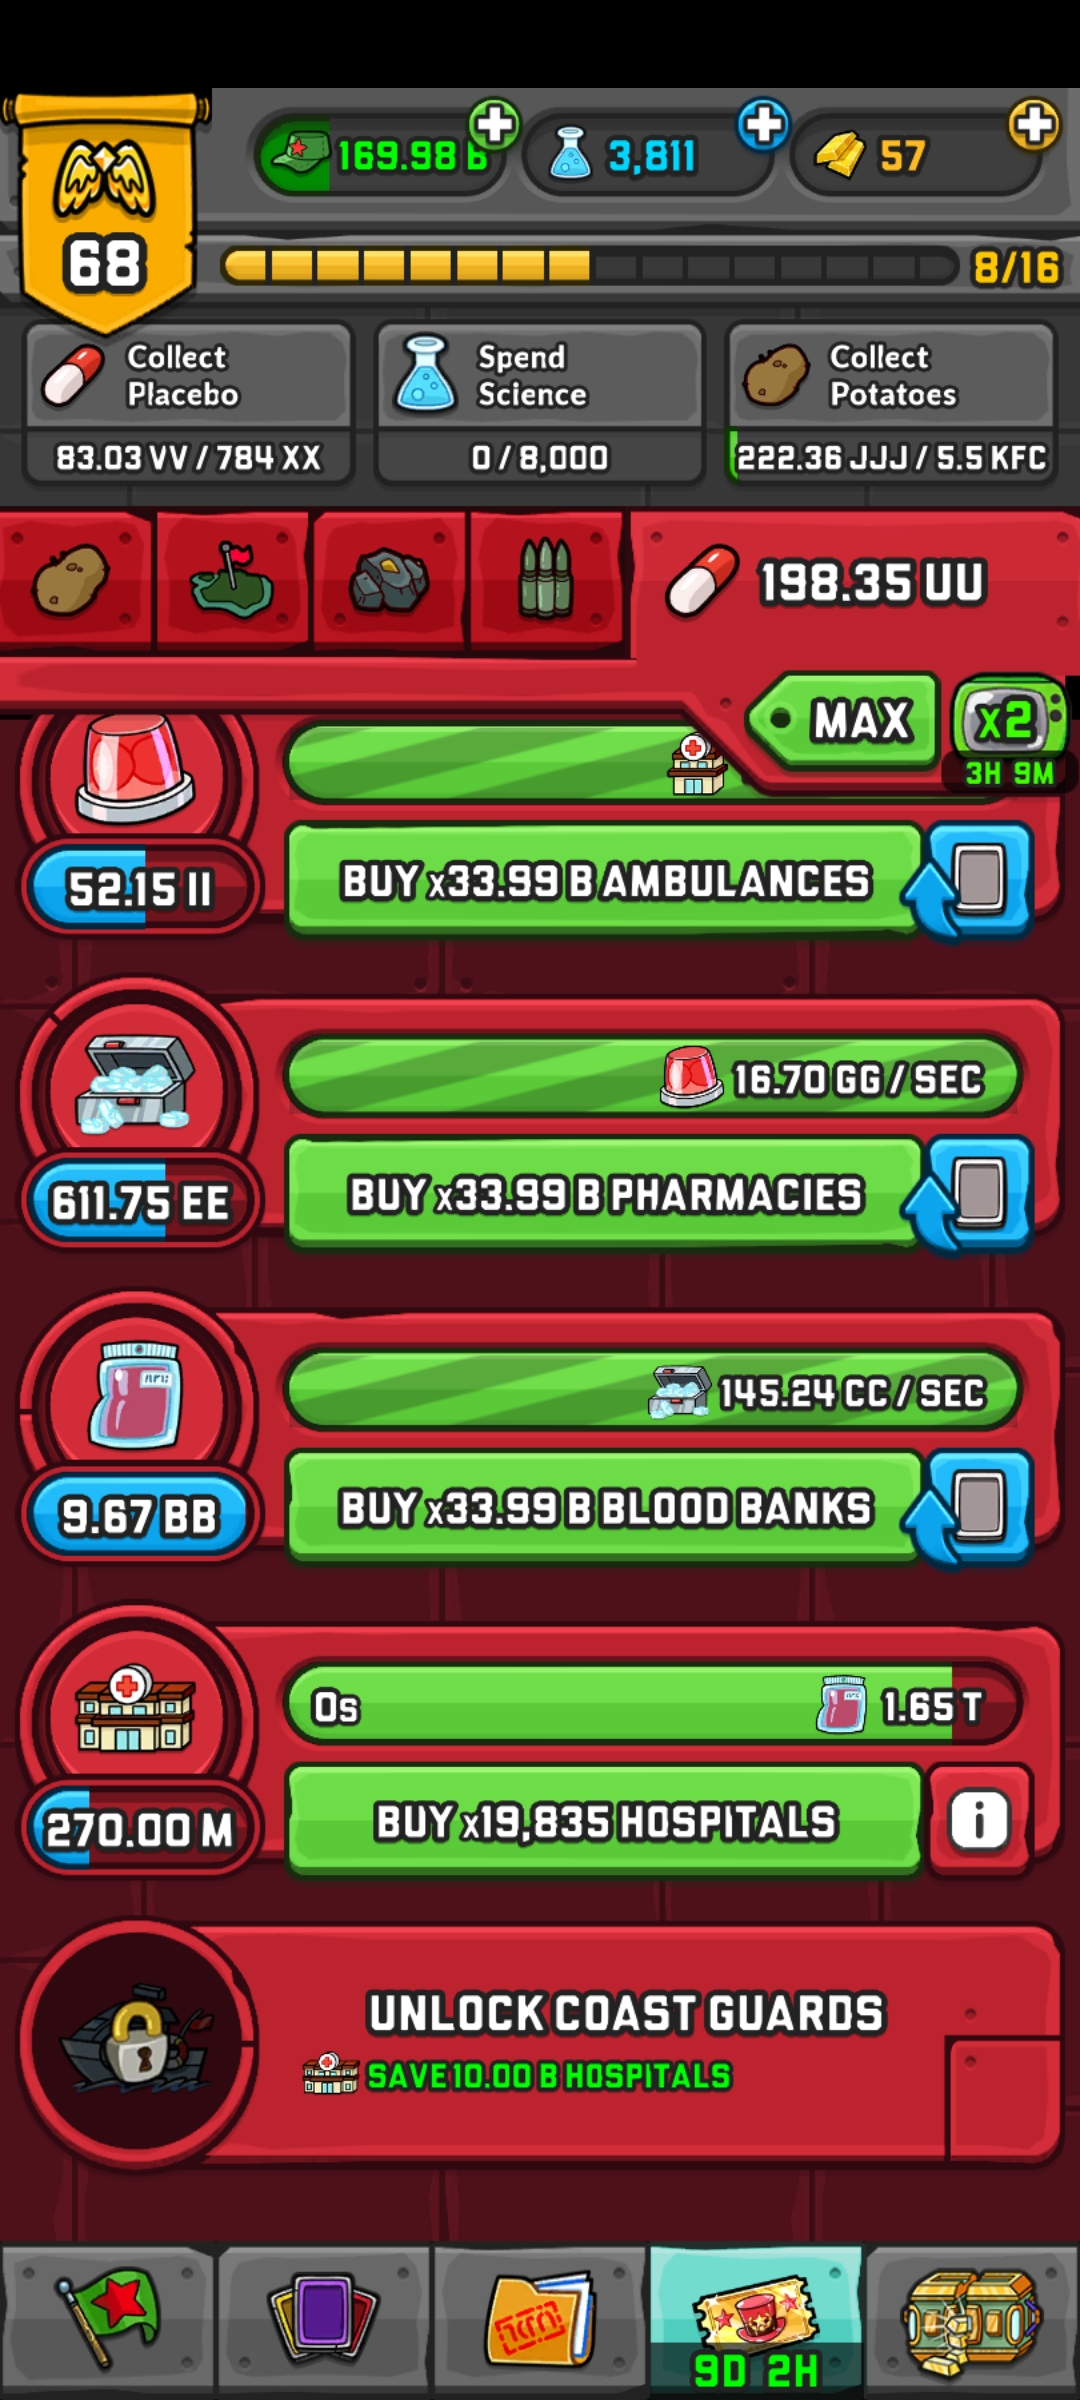 169.98 B
3,811
57
68
8/16
Collect
Placebo
83.03 VV / 784 XX
Spend
Science
0 / 8,000
Collect
Potatoes
222.36 JJJ / 5.5 KFC
198.35 UU
MAX
x2
3H 9M
52.15 II
BUY x33.99 B AMBULANCES
16.70 GG / SEC
611.75 EE
BUY x33.99 B PHARMACIES
145.24 CC / SEC
9.67 BB
BUY x33.99 B BLOOD BANKS
0s
1.65 T
270.00 M
BUY x19,835 HOSPITALS
i
UNLOCK COAST GUARDS
SAVE 10.00 B HOSPITALS
9D 2H